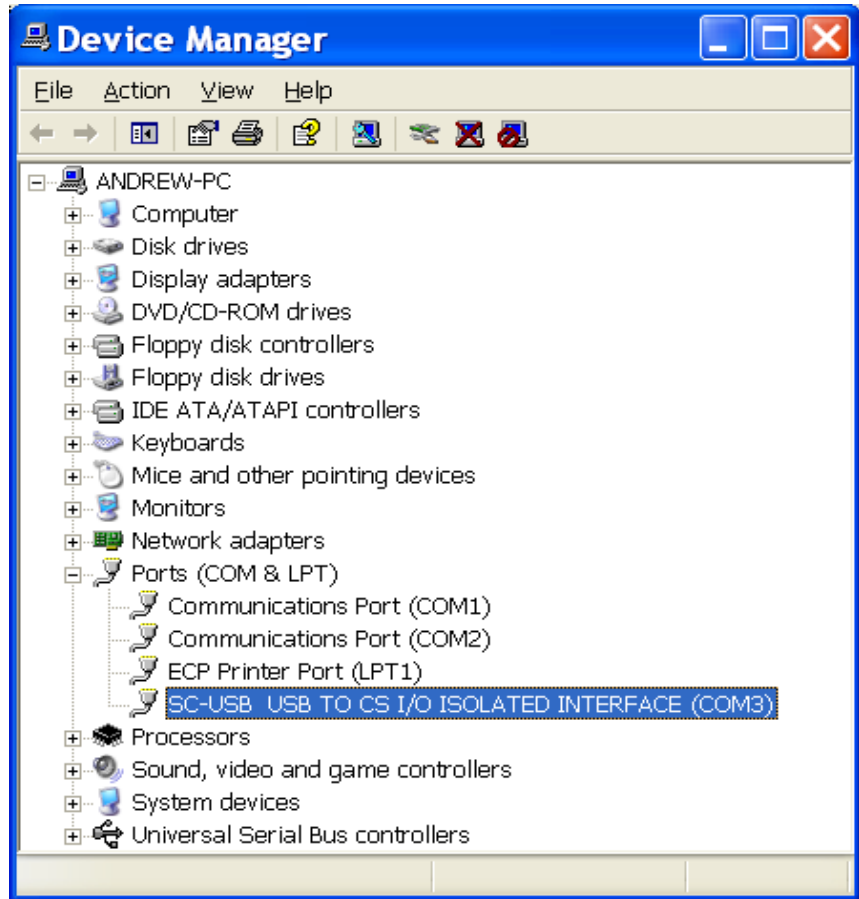 Device Manager
File Action View Help
ANDREW-PC
Computer
Disk drives
Display adapters
DVD/CD-ROM drives
Floppy disk controllers
Floppy disk drives
IDE ATA/ATAPI controllers
Keyboards
Mice and other pointing devices
Monitors
Network adapters
Ports (COM & LPT)
Communications Port (COM1)
Communications Port (COM2)
ECP Printer Port (LPT1)
SC-USB  USB TO CS I/O ISOLATED INTERFACE (COM3)
Processors
Sound, video and game controllers
System devices
Universal Serial Bus controllers